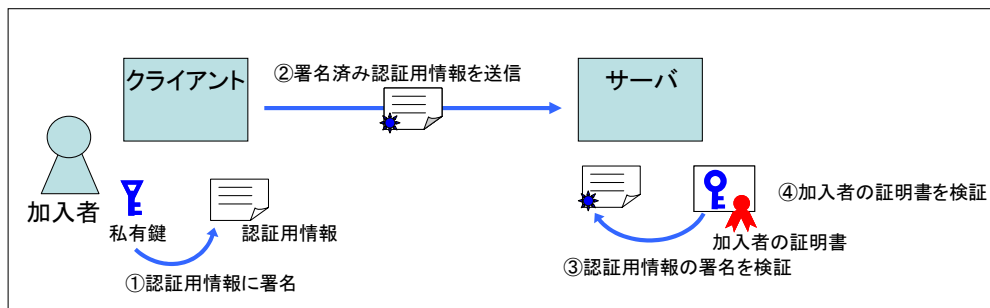 クライアント
②署名済み認証用情報を送信
サーバ
加入者
私有鍵
認証用情報
①認証用情報に署名
④加入者の証明書を検証
加入者の証明書
③認証用情報の署名を検証